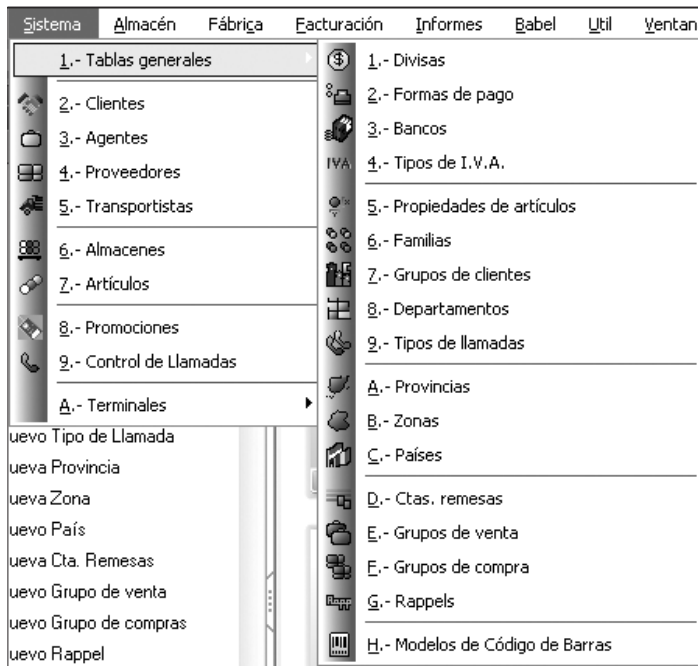 Sistema Almacén Fábrica Facturación Informes Babel Util Ventan
1.- Tablas generales
2.- Clientes
3.- Agentes
4.- Proveedores
5.- Transportistas
6.- Almacenes
7.- Artículos
8.- Promociones
9.- Control de Llamadas
A.- Terminales
uevo Tipo de Llamada
ueva Provincia
ueva Zona
uevo País
ueva Cta. Remesas
uevo Grupo de venta
uevo Grupo de compras
uevo Rappel
1.- Divisas
2.- Formas de pago
3.- Bancos
IVA 4.- Tipos de I.V.A.
5.- Propiedades de artículos
6.- Familias
7.- Grupos de clientes
8.- Departamentos
9.- Tipos de llamadas
A.- Provincias
B.- Zonas
C.- Países
D.- Ctas. remesas
E.- Grupos de venta
F.- Grupos de compra
G.- Rappels
H.- Modelos de Código de Barras